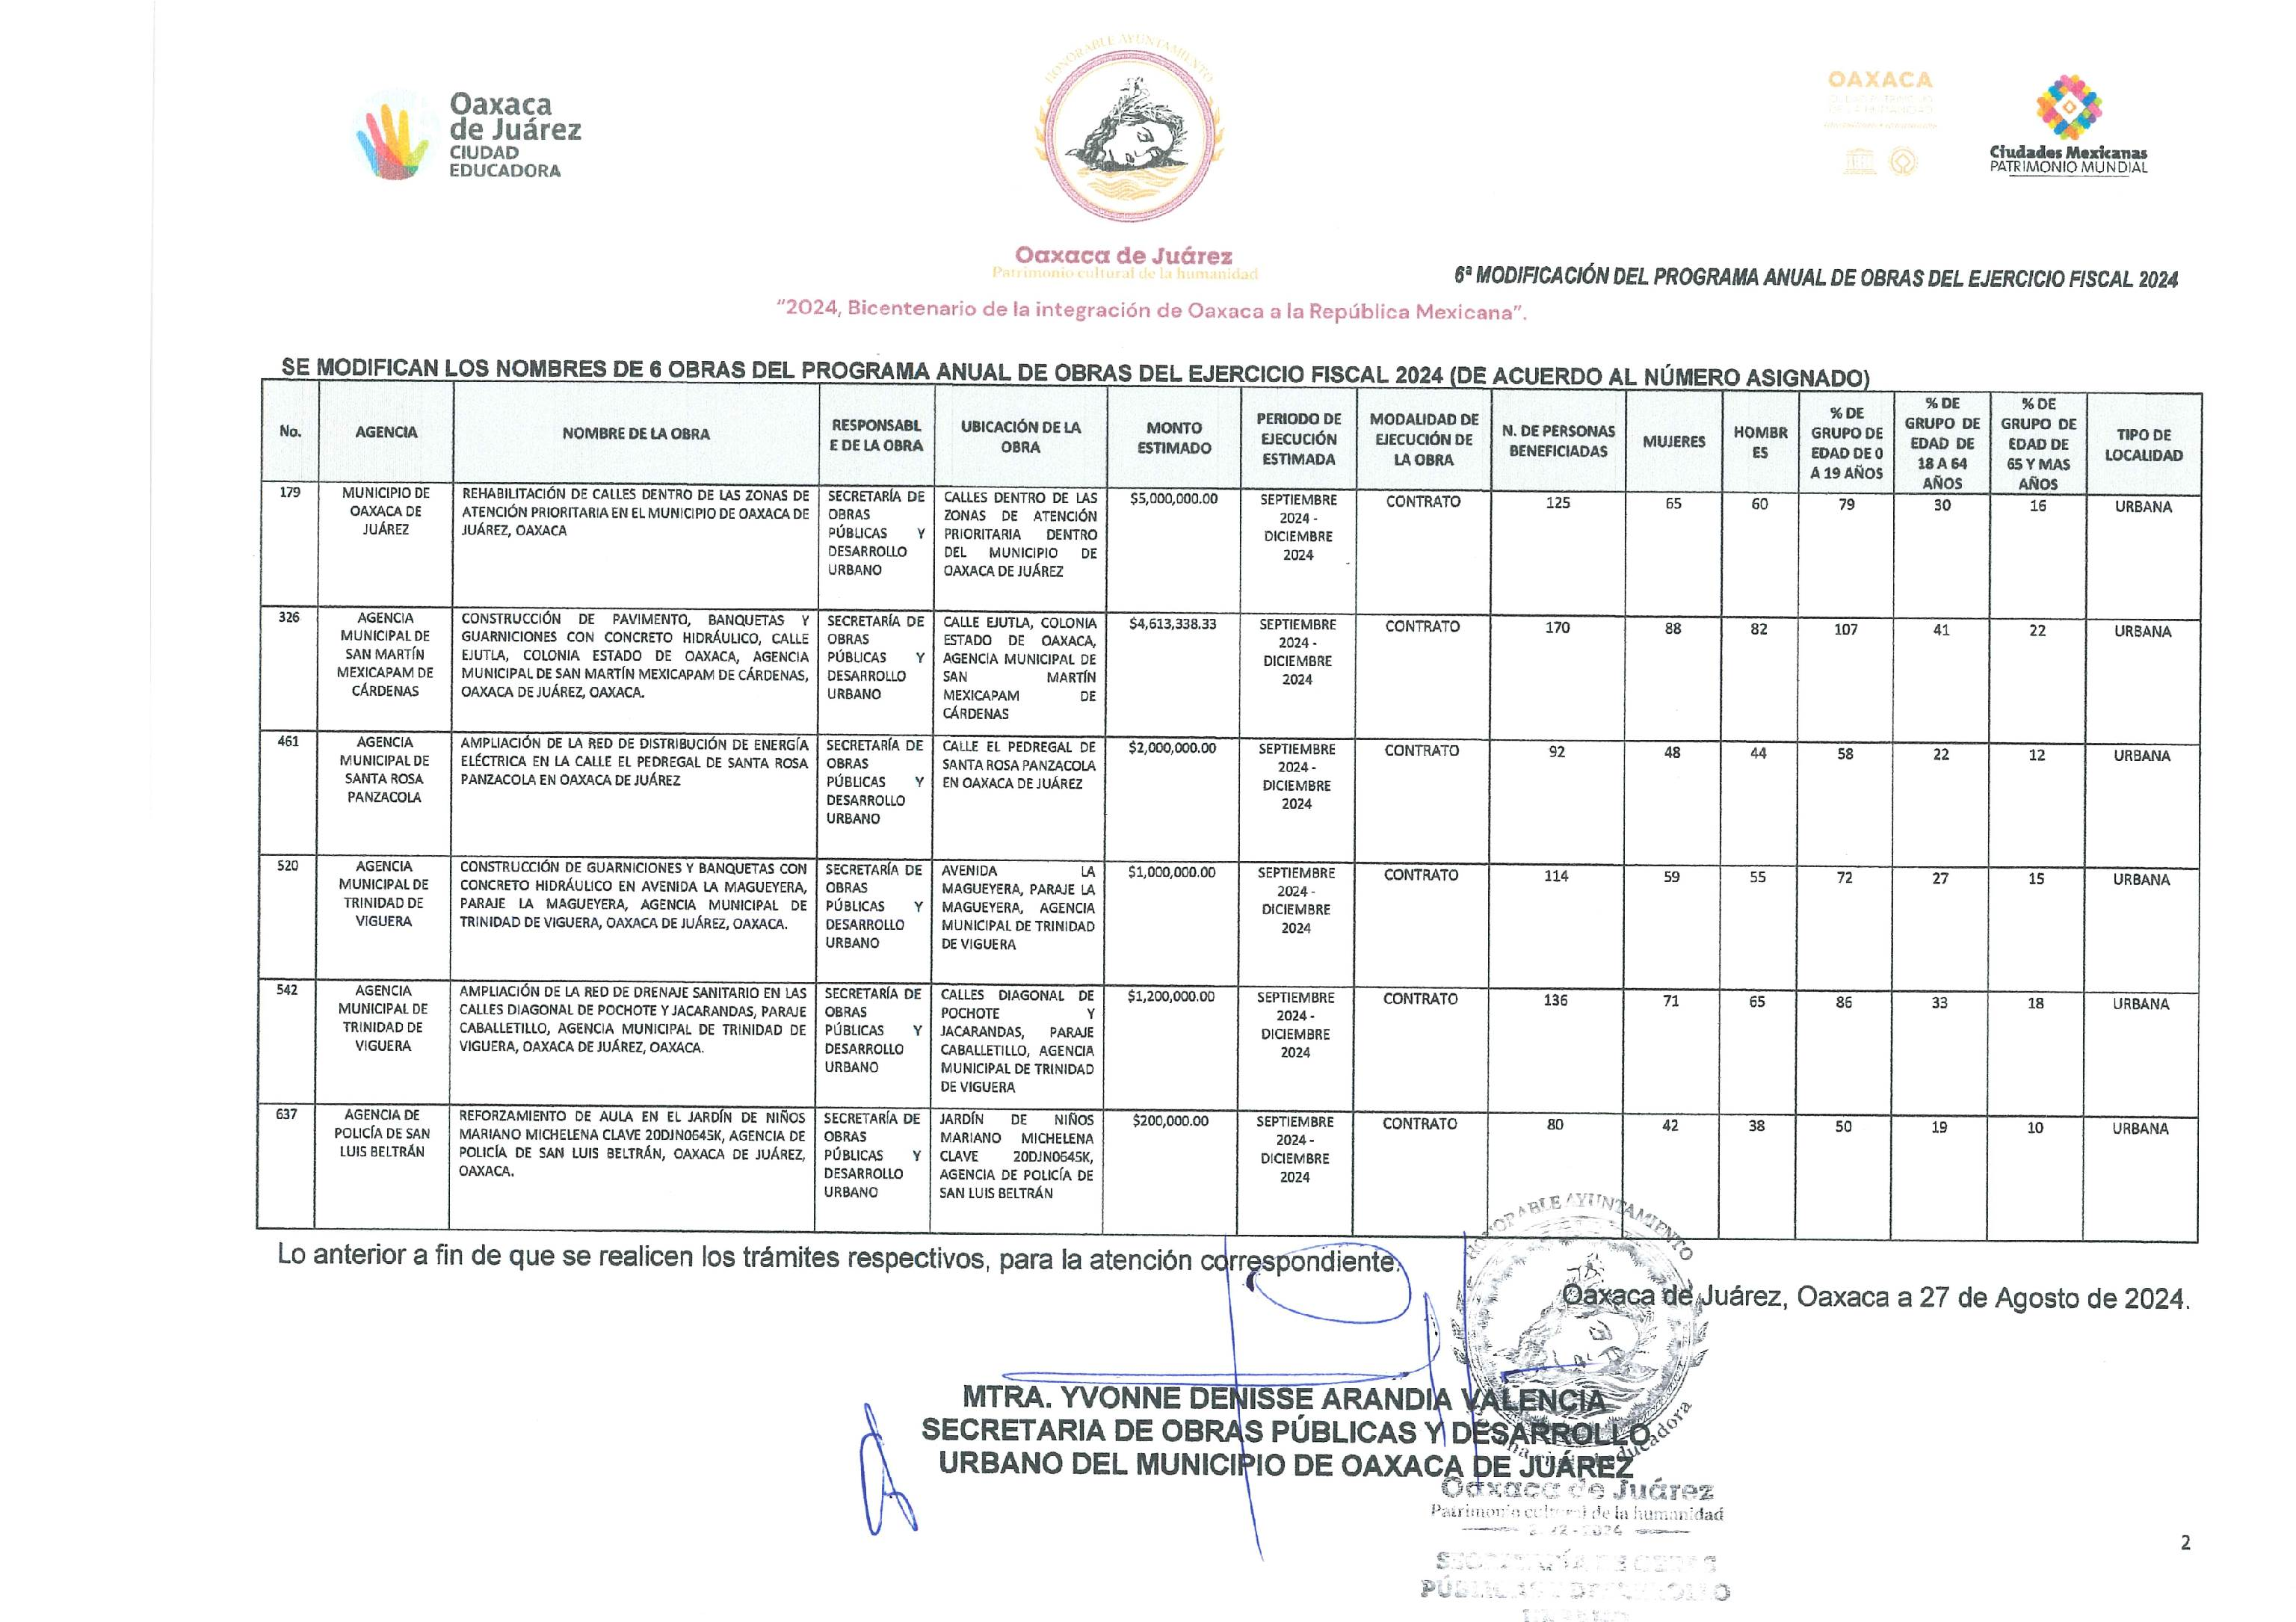 Oaxaca
de Juárez
CIUDAD
EDUCADORA
HONORABLE AYUNTAMIENTO
Oaxaca de Juárez
Patrimonio cultural de la humanidad
OAXACA
Ciudades Mexicanas
PATRIMONIO MUNDIAL
6ª MODIFICACIÓN DEL PROGRAMA ANUAL DE OBRAS DEL EJERCICIO FISCAL 2024
"2024, Bicentenario de la integración de Oaxaca a la República Mexicana".
SE MODIFICAN LOS NOMBRES DE 6 OBRAS DEL PROGRAMA ANUAL DE OBRAS DEL EJERCICIO FISCAL 2024 (DE ACUERDO AL NÚMERO ASIGNADO)
No.
AGENCIA
NOMBRE DE LA OBRA
RESPONSABL
E DE LA OBRA
UBICACIÓN DE LA
OBRA
MONTO
ESTIMADO
PERIODO DE
EJECUCIÓN
ESTIMADA
MODALIDAD DE
EJECUCIÓN DE
LA OBRA
N. DE PERSONAS
BENEFICIADAS
MUJERES
HOMBR
ES
% DE
GRUPO DE
EDAD DE 0
A 19 AÑOS
% DE
GRUPO DE
EDAD DE
18 A 64
AÑOS
% DE
GRUPO DE
EDAD DE
65 Y MAS
AÑOS
TIPO DE
LOCALIDAD
179
MUNICIPIO DE
OAXACA DE
JUÁREZ
REHABILITACIÓN DE CALLES DENTRO DE LAS ZONAS DE
ATENCIÓN PRIORITARIA EN EL MUNICIPIO DE OAXACA DE
JUÁREZ, OAXACA
SECRETARÍA DE
OBRAS
PÚBLICAS Y
DESARROLLO
URBANO
CALLES DENTRO DE LAS
ZONAS DE ATENCIÓN
PRIORITARIA DENTRO
DEL MUNICIPIO DE
OAXACA DE JUÁREZ
$5,000,000.00
SEPTIEMBRE
2024 -
DICIEMBRE
2024
CONTRATO
125
65
60
79
30
16
URBANA
326
AGENCIA
MUNICIPAL DE
SAN MARTÍN
MEXICAPAM DE
CÁRDENAS
CONSTRUCCIÓN DE PAVIMENTO, BANQUETAS Y
GUARNICIONES CON CONCRETO HIDRÁULICO, CALLE
EJUTLA, COLONIA ESTADO DE OAXACA, AGENCIA
MUNICIPAL DE SAN MARTÍN MEXICAPAM DE CÁRDENAS,
OAXACA DE JUÁREZ, OAXACA.
SECRETARÍA DE
OBRAS
PÚBLICAS Y
DESARROLLO
URBANO
CALLE EJUTLA, COLONIA
ESTADO DE OAXACA,
AGENCIA MUNICIPAL DE
SAN MARTÍN
MEXICAPAM DE
CÁRDENAS
$4,613,338.33
SEPTIEMBRE
2024 -
DICIEMBRE
2024
CONTRATO
170
88
82
107
41
22
URBANA
461
AGENCIA
MUNICIPAL DE
SANTA ROSA
PANZACOLA
AMPLIACIÓN DE LA RED DE DISTRIBUCIÓN DE ENERGÍA
ELÉCTRICA EN LA CALLE EL PEDREGAL DE SANTA ROSA
PANZACOLA EN OAXACA DE JUÁREZ
SECRETARÍA DE
OBRAS
PÚBLICAS Y
DESARROLLO
URBANO
CALLE EL PEDREGAL DE
SANTA ROSA PANZACOLA
EN OAXACA DE JUÁREZ
$2,000,000.00
SEPTIEMBRE
2024 -
DICIEMBRE
2024
CONTRATO
92
48
44
58
22
12
URBANA
520
AGENCIA
MUNICIPAL DE
TRINIDAD DE
VIGUERA
CONSTRUCCIÓN DE GUARNICIONES Y BANQUETAS CON
CONCRETO HIDRÁULICO EN AVENIDA LA MAGUEYERA,
PARAJE LA MAGUEYERA, AGENCIA MUNICIPAL DE
TRINIDAD DE VIGUERA, OAXACA DE JUÁREZ, OAXACA.
SECRETARÍA DE
OBRAS
PÚBLICAS Y
DESARROLLO
URBANO
AVENIDA LA
MAGUEYERA, PARAJE LA
MAGUEYERA, AGENCIA
MUNICIPAL DE TRINIDAD
DE VIGUERA
$1,000,000.00
SEPTIEMBRE
2024 -
DICIEMBRE
2024
CONTRATO
114
59
55
72
27
15
URBANA
542
AGENCIA
MUNICIPAL DE
TRINIDAD DE
VIGUERA
AMPLIACIÓN DE LA RED DE DRENAJE SANITARIO EN LAS
CALLES DIAGONAL DE POCHOTE Y JACARANDAS, PARAJE
CABALLETILLO, AGENCIA MUNICIPAL DE TRINIDAD DE
VIGUERA, OAXACA DE JUÁREZ, OAXACA.
SECRETARÍA DE
OBRAS
PÚBLICAS Y
DESARROLLO
URBANO
CALLES DIAGONAL DE
POCHOTE Y
JACARANDAS, PARAJE
CABALLETILLO, AGENCIA
MUNICIPAL DE TRINIDAD
DE VIGUERA
$1,200,000.00
SEPTIEMBRE
2024 -
DICIEMBRE
2024
CONTRATO
136
71
65
86
33
18
URBANA
637
AGENCIA DE
POLICÍA DE SAN
LUIS BELTRÁN
REFORZAMIENTO DE AULA EN EL JARDÍN DE NIÑOS
MARIANO MICHELENA CLAVE 20DJN0645K, AGENCIA DE
POLICÍA DE SAN LUIS BELTRÁN, OAXACA DE JUÁREZ,
OAXACA.
SECRETARÍA DE
OBRAS
PÚBLICAS Y
DESARROLLO
URBANO
JARDÍN DE NIÑOS
MARIANO MICHELENA
CLAVE 20DJN0645K,
AGENCIA DE POLICÍA DE
SAN LUIS BELTRÁN
$200,000.00
SEPTIEMBRE
2024 -
DICIEMBRE
2024
CONTRATO
80
42
38
50
19
10
URBANA
Lo anterior a fin de que se realicen los trámites respectivos, para la atención correspondiente.
Oaxaca de Juárez, Oaxaca a 27 de Agosto de 2024.
HONORABLE AYUNTAMIENTO
MTRA. YVONNE DENISSE ARANDIA VALENCIA
SECRETARIA DE OBRAS PÚBLICAS Y DESARROLLO
URBANO DEL MUNICIPIO DE OAXACA DE JUÁREZ
Oaxaca de Juárez
Patrimonio cultural de la humanidad
2